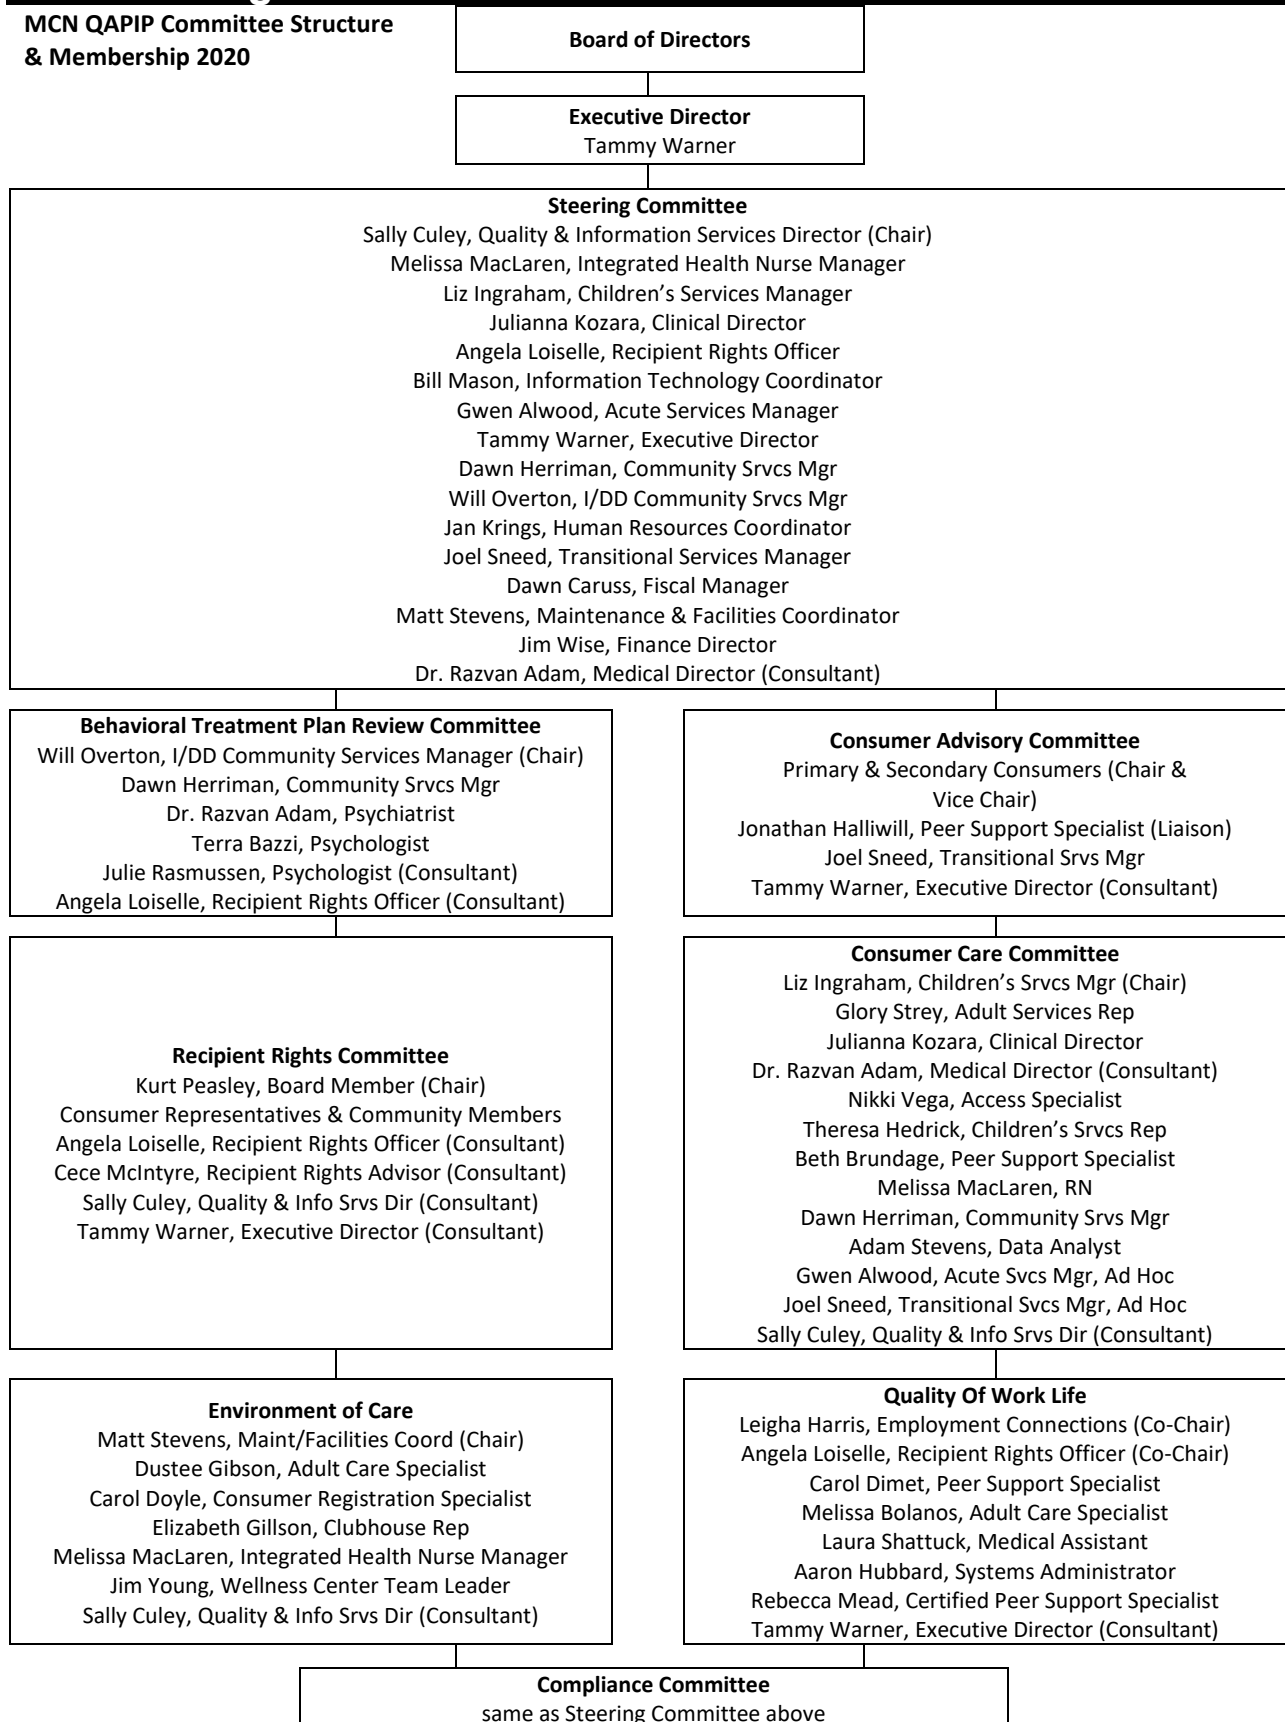 MCN QAPIP Committee Structure
& Membership 2020
Board of Directors
Executive Director
Tammy Warner
Steering Committee
Sally Culey, Quality & Information Services Director (Chair)
Melissa MacLaren, Integrated Health Nurse Manager
Liz Ingraham, Children’s Services Manager
Julianna Kozara, Clinical Director
Angela Loiselle, Recipient Rights Officer
Bill Mason, Information Technology Coordinator
Gwen Alwood, Acute Services Manager
Tammy Warner, Executive Director
Dawn Herriman, Community Srvcs Mgr
Will Overton, I/DD Community Srvcs Mgr
Jan Krings, Human Resources Coordinator
Joel Sneed, Transitional Services Manager
Dawn Caruss, Fiscal Manager
Matt Stevens, Maintenance & Facilities Coordinator
Jim Wise, Finance Director
Dr. Razvan Adam, Medical Director (Consultant)
Behavioral Treatment Plan Review Committee
Will Overton, I/DD Community Services Manager (Chair)
Dawn Herriman, Community Srvcs Mgr
Dr. Razvan Adam, Psychiatrist
Terra Bazzi, Psychologist
Julie Rasmussen, Psychologist (Consultant)
Angela Loiselle, Recipient Rights Officer (Consultant)
Consumer Advisory Committee
Primary & Secondary Consumers (Chair &
Vice Chair)
Jonathan Halliwill, Peer Support Specialist (Liaison)
Joel Sneed, Transitional Srvs Mgr
Tammy Warner, Executive Director (Consultant)
Recipient Rights Committee
Kurt Peasley, Board Member (Chair)
Consumer Representatives & Community Members
Angela Loiselle, Recipient Rights Officer (Consultant)
Cece McIntyre, Recipient Rights Advisor (Consultant)
Sally Culey, Quality & Info Srvs Dir (Consultant)
Tammy Warner, Executive Director (Consultant)
Consumer Care Committee
Liz Ingraham, Children’s Srvcs Mgr (Chair)
Glory Strey, Adult Services Rep
Julianna Kozara, Clinical Director
Dr. Razvan Adam, Medical Director (Consultant)
Nikki Vega, Access Specialist
Theresa Hedrick, Children’s Srvcs Rep
Beth Brundage, Peer Support Specialist
Melissa MacLaren, RN
Dawn Herriman, Community Srvs Mgr
Adam Stevens, Data Analyst
Gwen Alwood, Acute Svcs Mgr, Ad Hoc
Joel Sneed, Transitional Svcs Mgr, Ad Hoc
Sally Culey, Quality & Info Srvs Dir (Consultant)
Environment of Care
Matt Stevens, Maint/Facilities Coord (Chair)
Dustee Gibson, Adult Care Specialist
Carol Doyle, Consumer Registration Specialist
Elizabeth Gillson, Clubhouse Rep
Melissa MacLaren, Integrated Health Nurse Manager
Jim Young, Wellness Center Team Leader
Sally Culey, Quality & Info Srvs Dir (Consultant)
Quality Of Work Life
Leigha Harris, Employment Connections (Co-Chair)
Angela Loiselle, Recipient Rights Officer (Co-Chair)
Carol Dimet, Peer Support Specialist
Melissa Bolanos, Adult Care Specialist
Laura Shattuck, Medical Assistant
Aaron Hubbard, Systems Administrator
Rebecca Mead, Certified Peer Support Specialist
Tammy Warner, Executive Director (Consultant)
Compliance Committee
same as Steering Committee above